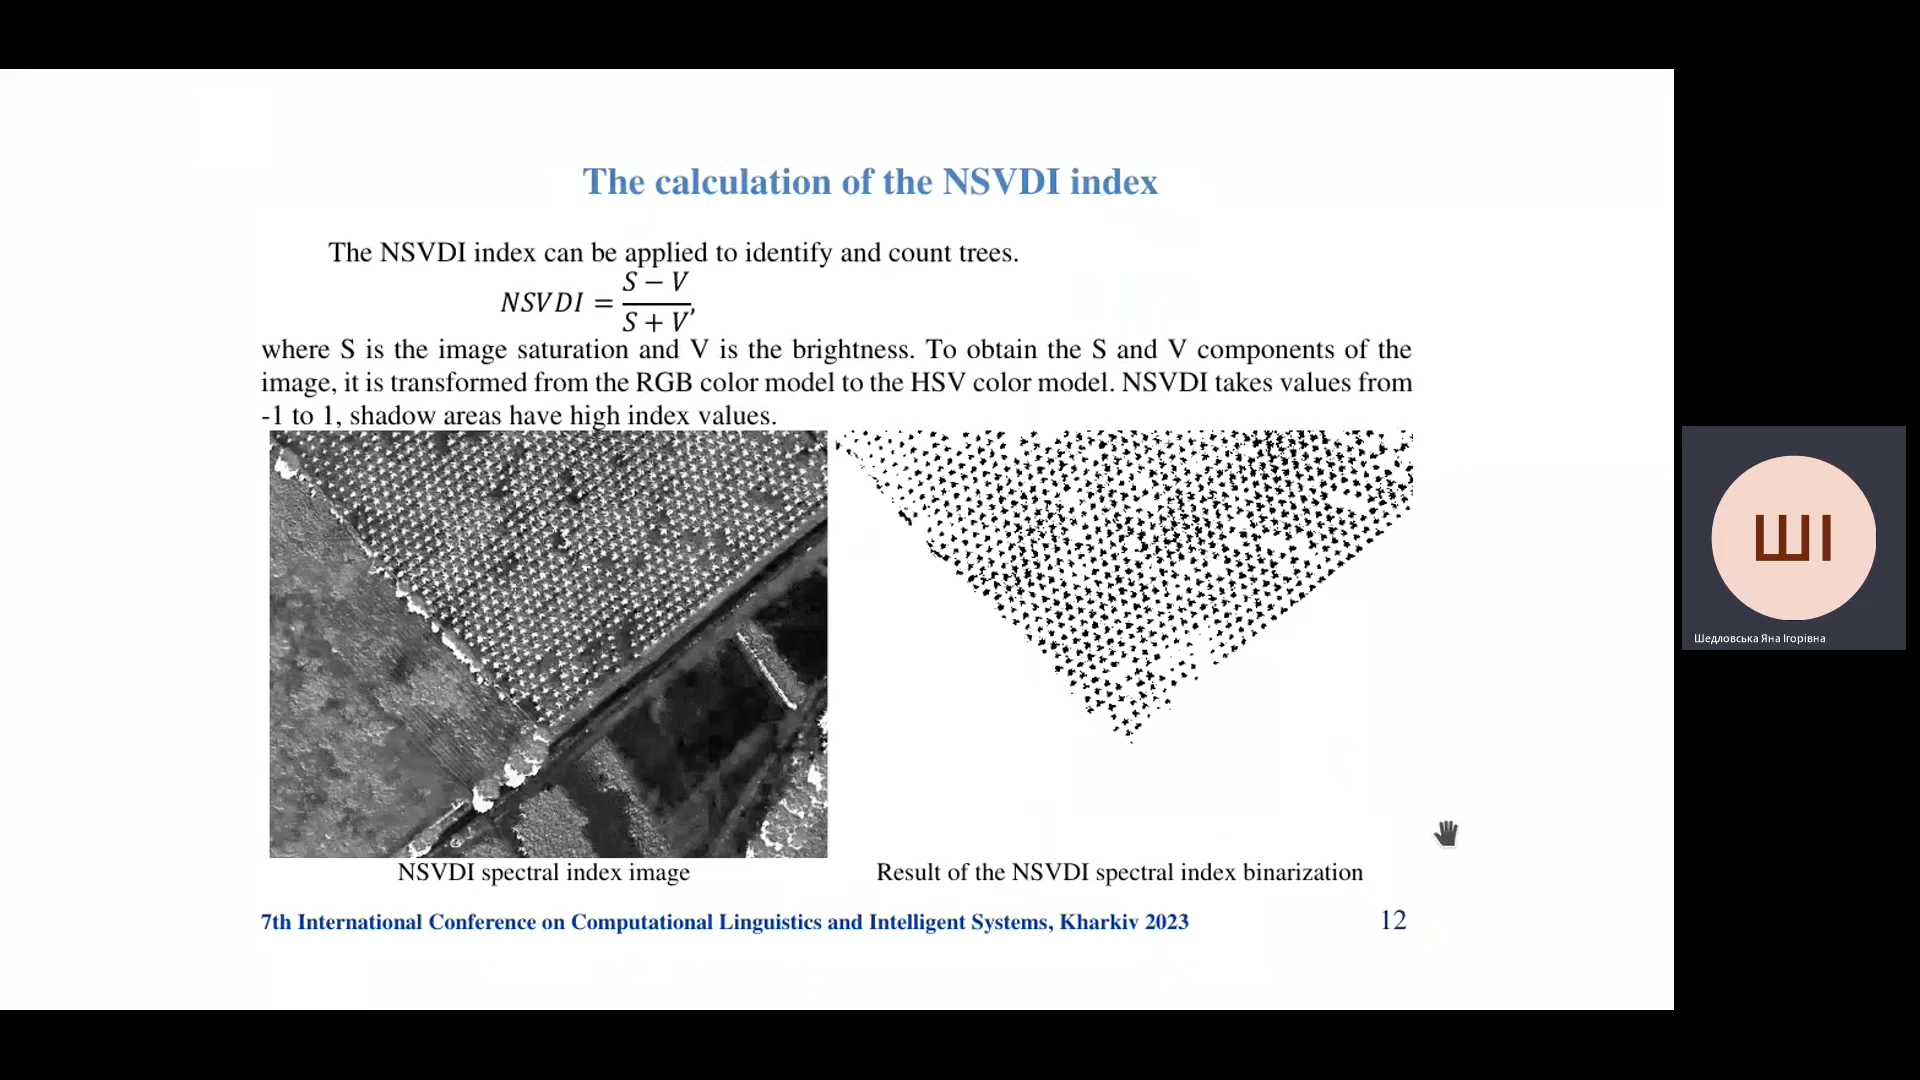 The calculation of the NSVDI index
The NSVDI index can be applied to identify and count trees.
NSVDI = S − V / S + V,
where S is the image saturation and V is the brightness. To obtain the S and V components of the
image, it is transformed from the RGB color model to the HSV color model. NSVDI takes values from
-1 to 1, shadow areas have high index values.
NSVDI spectral index image
Result of the NSVDI spectral index binarization
7th International Conference on Computational Linguistics and Intelligent Systems, Kharkiv 2023
12
ШІ
Шедловська Яна Ігорівна